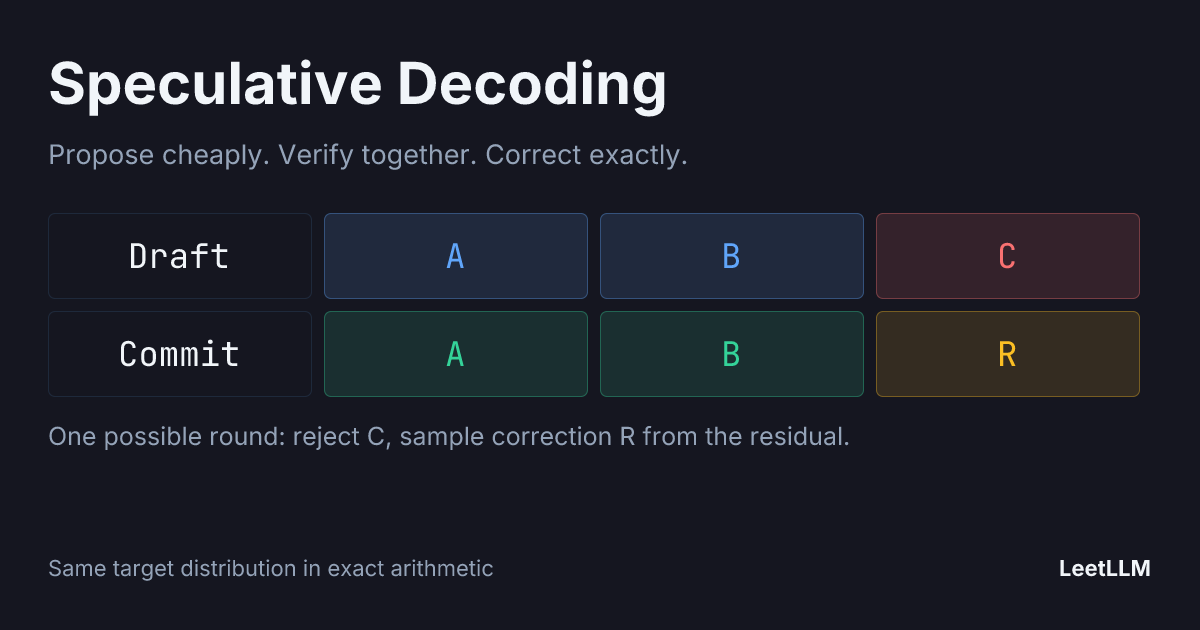 Speculative Decoding
Propose cheaply. Verify together. Correct exactly.
Draft A B C
Commit A B R
One possible round: reject C, sample correction R from the residual.
Same target distribution in exact arithmetic
LeetLLM